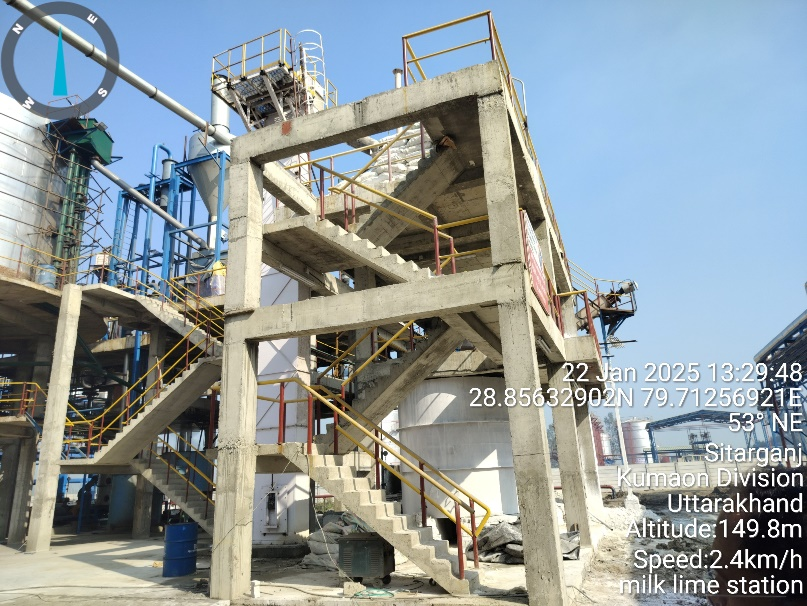 N
E
S
W
22 Jan 2025 13:29:48
28.85632902N 79.71256921E
53° NE
Sitarganj
Kumaon Division
Uttarakhand
Altitude:149.8m
Speed:2.4km/h
milk lime station